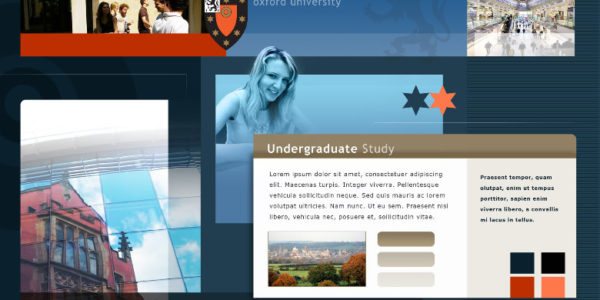 oxford university
Undergraduate Study
Lorem ipsum dolor sit amet, consectetuer adipiscing
elit. Maecenas turpis. Integer viverra. Pellentesque
vehicula sollicitudin neque. Sed quis mauris ac lorem
volutpat ultricies. Nam nunc. Ut eu sem. Praesent nisi
libero, vehicula nec, posuere et, sollicitudin vitae.
Praesent tempor, quam
olutpat, enim ut tempus
porttitor, sapien enim
viverra libero, a convallis
mi lacus in tellus.